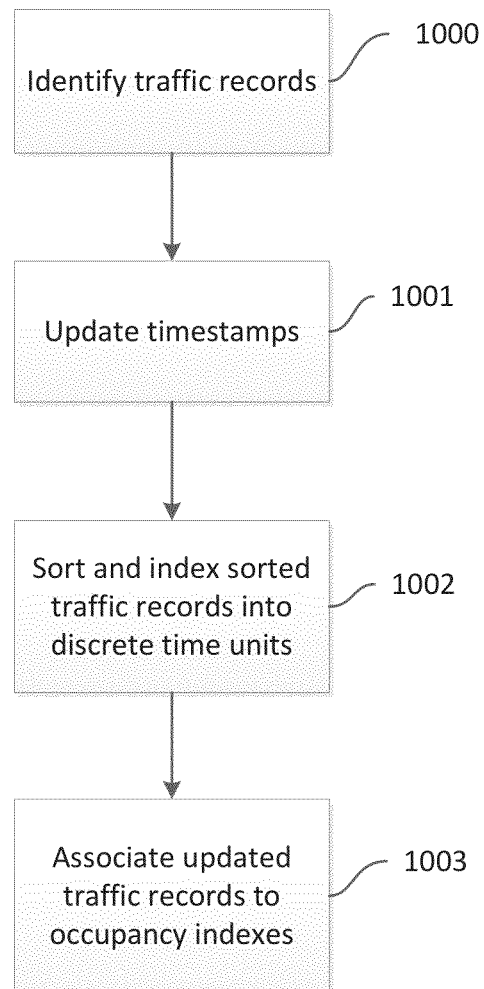 Identify traffic records
1000
Update timestamps
1001
Sort and index sorted
traffic records into
discrete time units
1002
Associate updated
traffic records to
occupancy indexes
1003